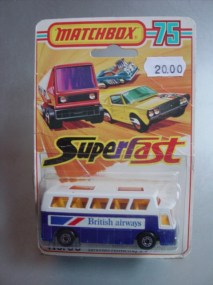 MATCHBOX 75
20.00
Superfast
British airways